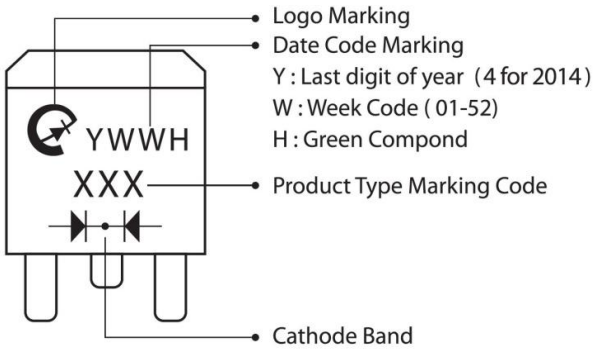 Logo Marking
Date Code Marking
Y : Last digit of year ( 4 for 2014 )
W : Week Code ( 01-52)
H : Green Compond
YWWH
XXX
Product Type Marking Code
Cathode Band